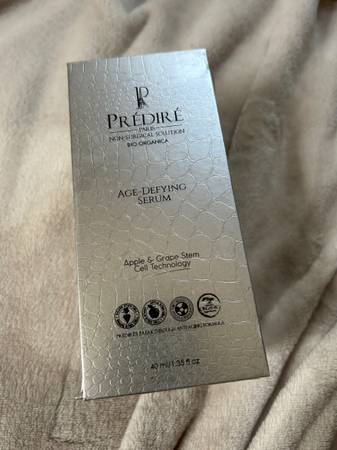 PRÉDIRÉ
PARIS
NON-SURGICAL SOLUTION
BIO ORGANICA
AGE-DEFYING
SERUM
Apple & Grape Stem
Cell Technology
40 ml/1.35 fl oz